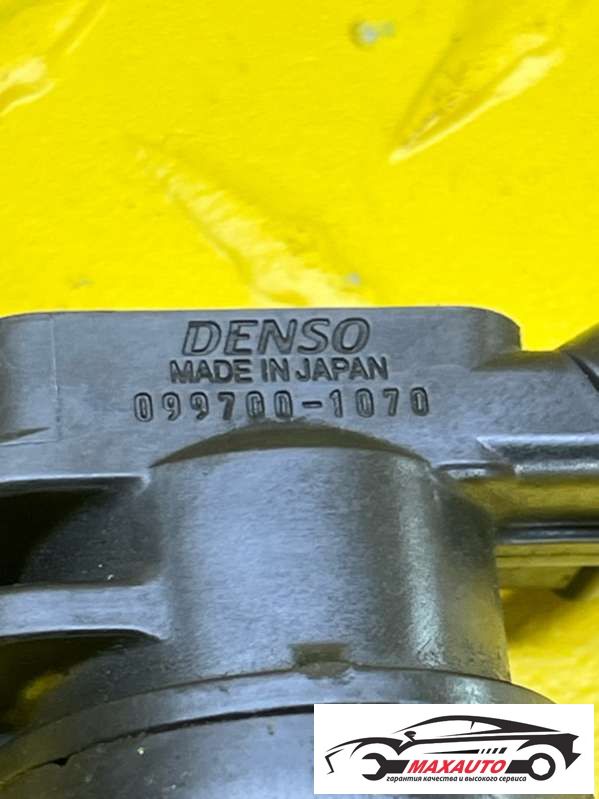 DENSO
MADE IN JAPAN
099700-1070
MAXAUTO
гарантия качества и высокого сервиса